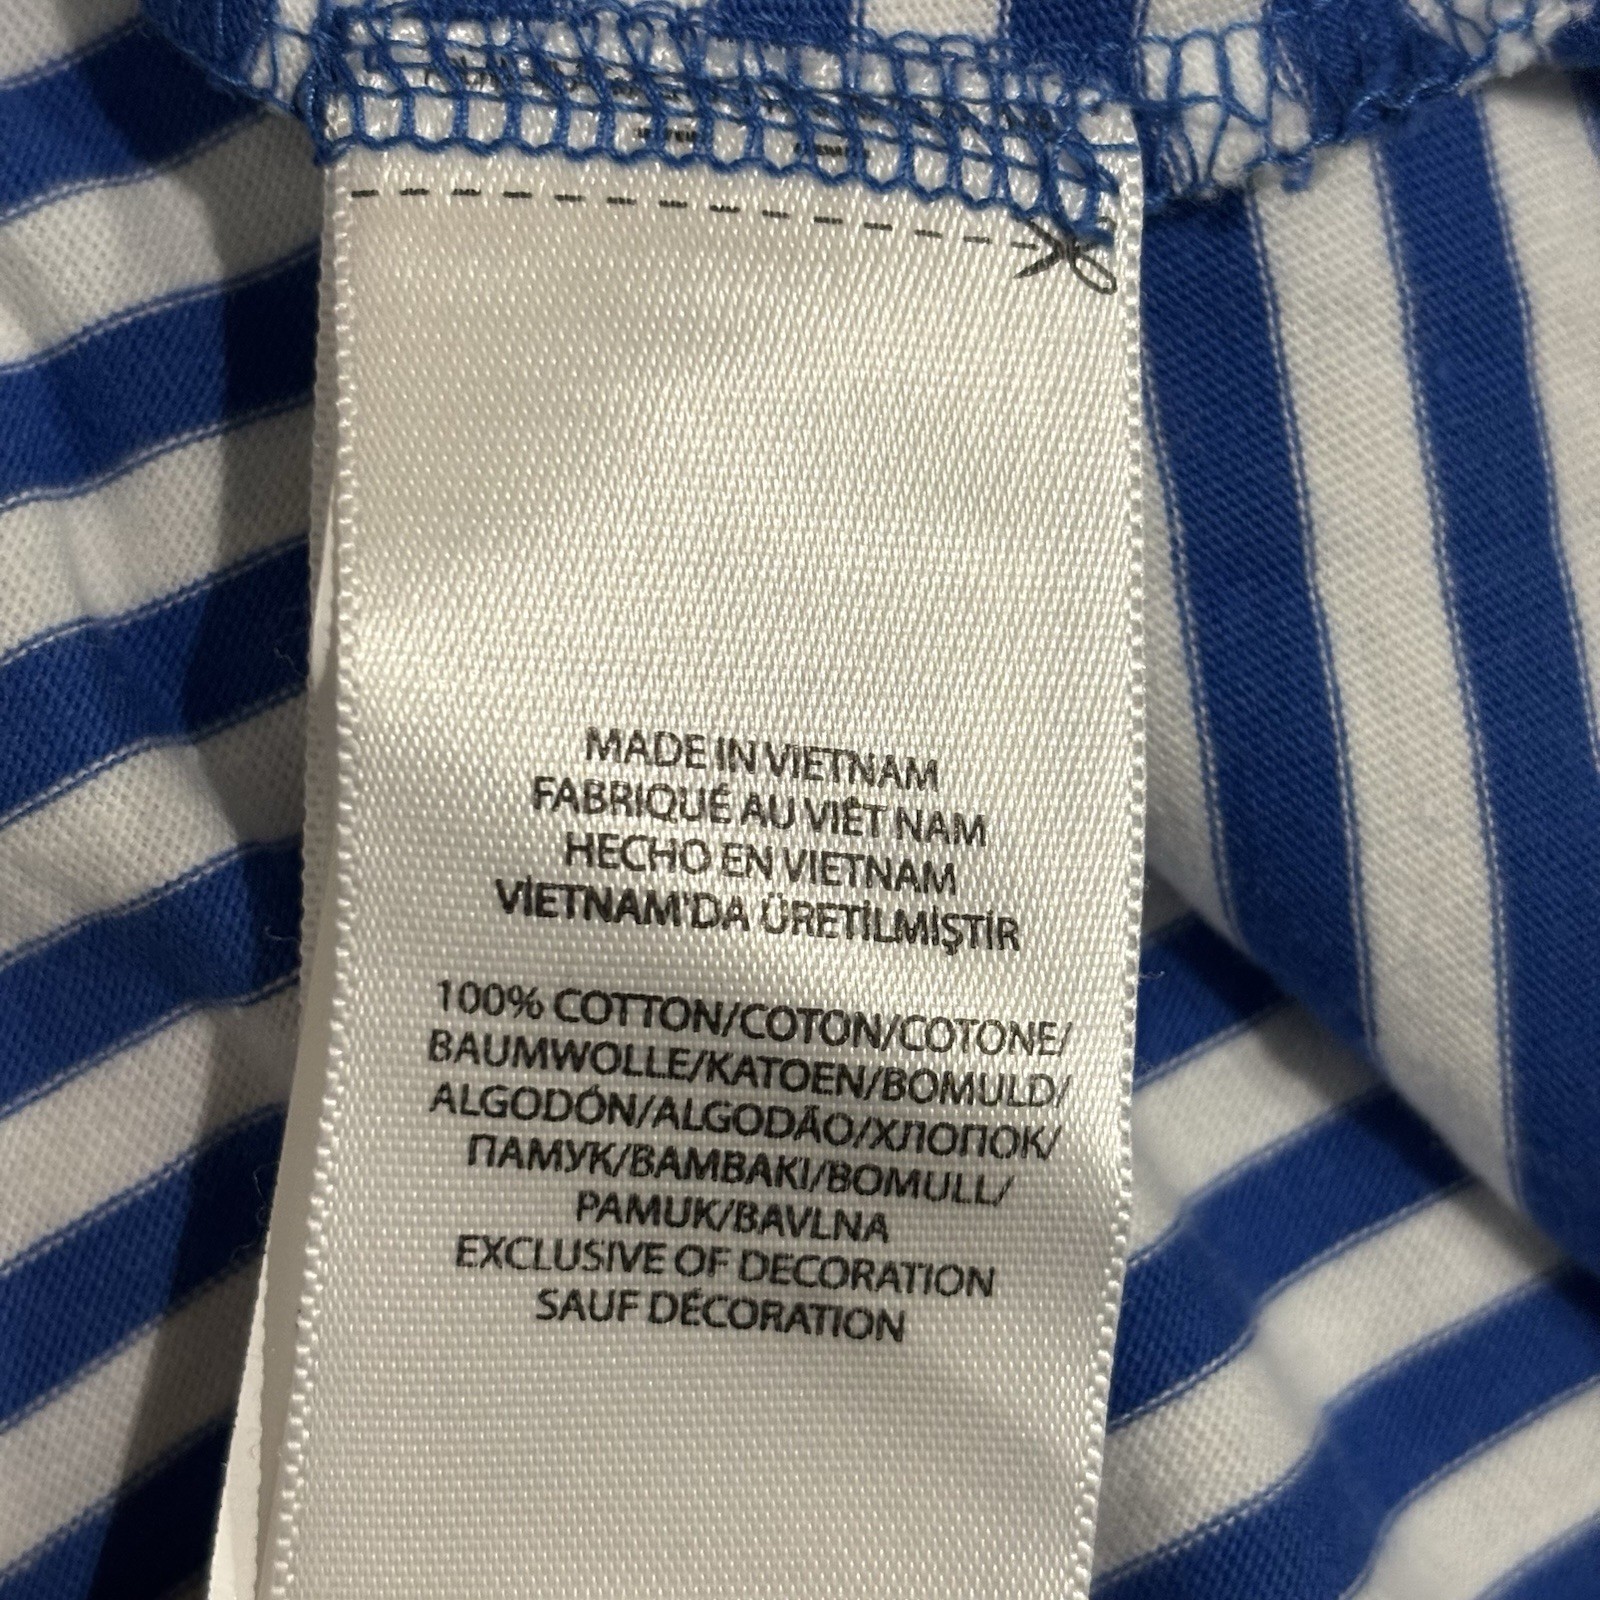 MADE IN VIETNAM
FABRIQUÉ AU VIÊT NAM
HECHO EN VIETNAM
VİETNAM'DA ÜRETİLMİŞTİR
100% COTTON/COTON/COTONE/
BAUMWOLLE/KATOEN/BOMULD/
ALGODÓN/ALGODÃO/ХЛОПОК/
ПАМУК/BAMBAKI/BOMULL/
PAMUK/BAVLNA
EXCLUSIVE OF DECORATION
SAUF DÉCORATION